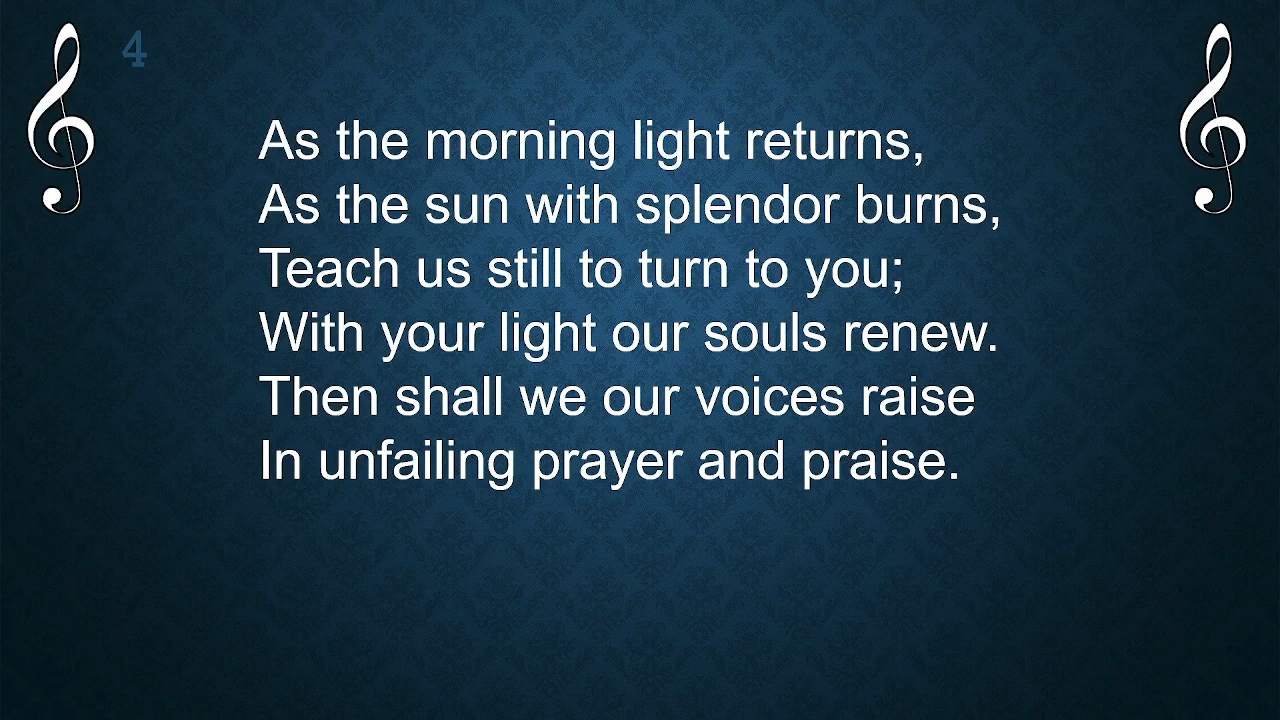 4
As the morning light returns,
As the sun with splendor burns,
Teach us still to turn to you;
With your light our souls renew.
Then shall we our voices raise
In unfailing prayer and praise.